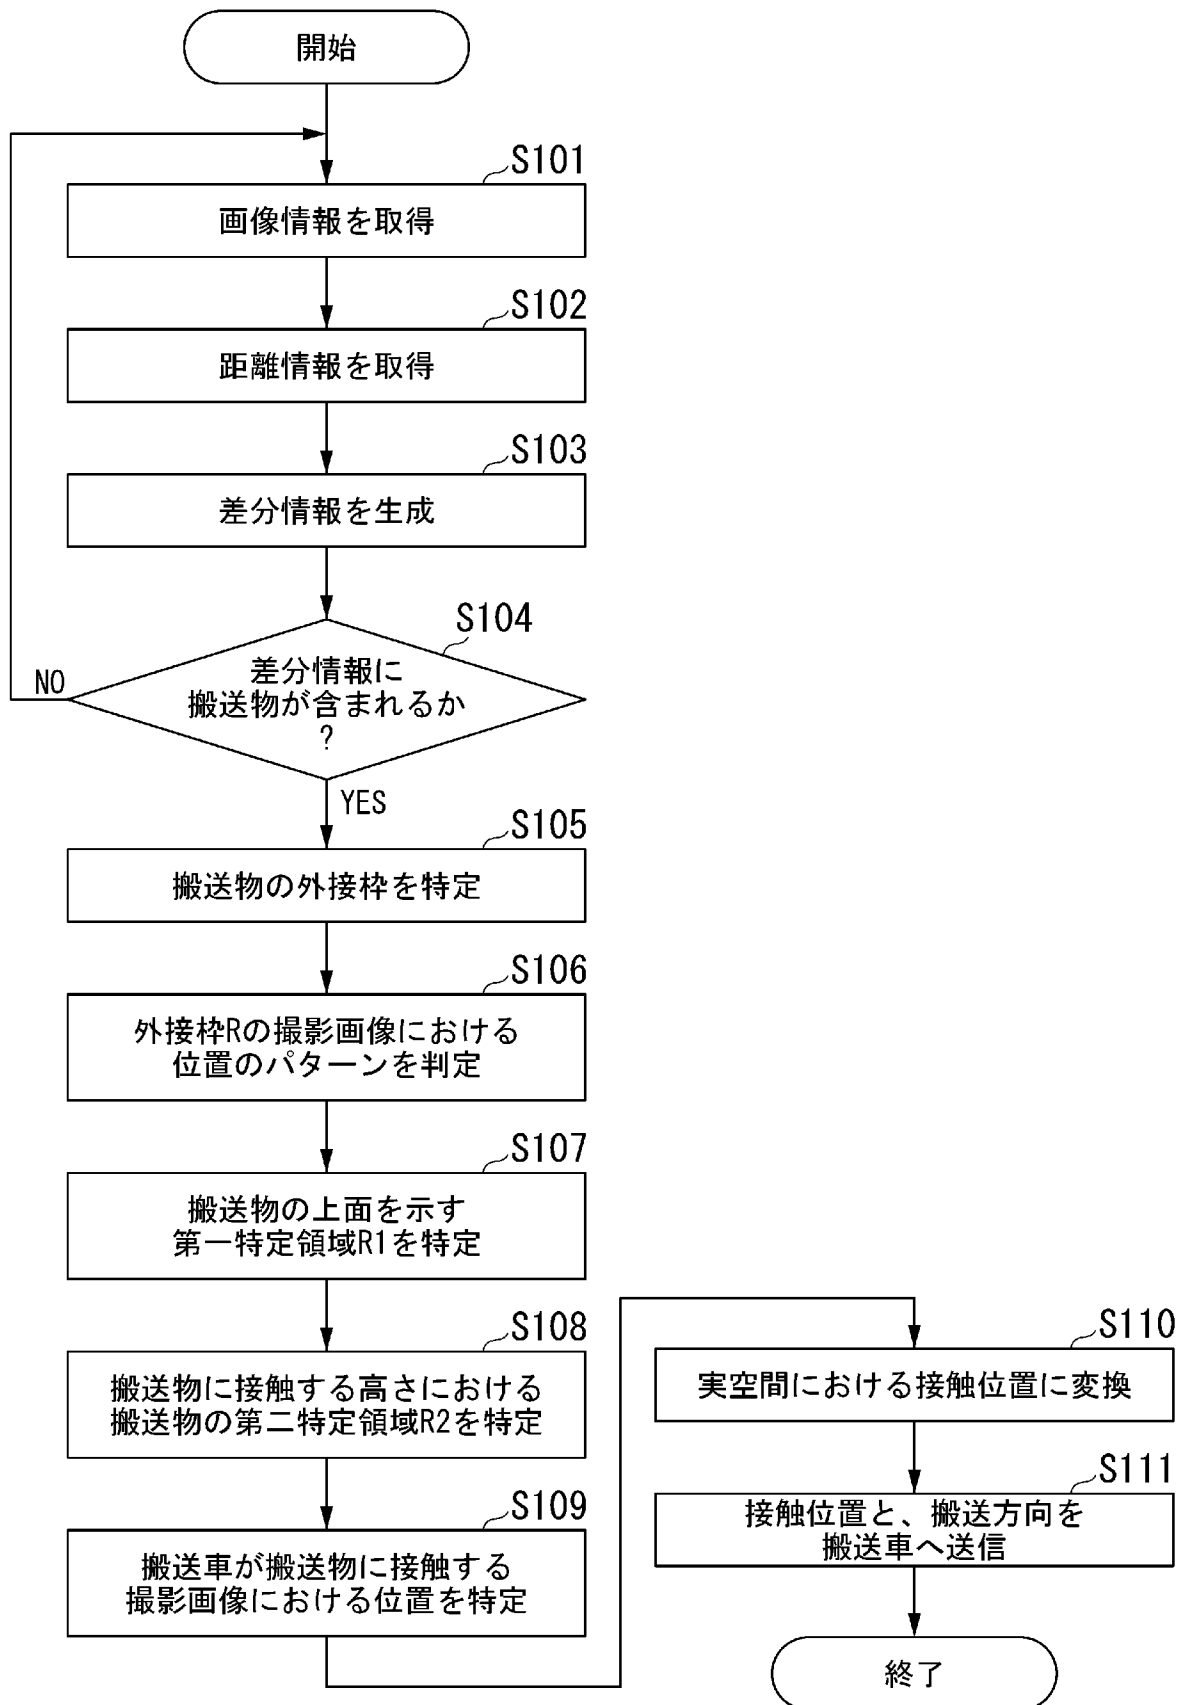 開始
S101
画像情報を取得
S102
距離情報を取得
S103
差分情報を生成
S104
差分情報に
搬送物が含まれるか
?
NO
YES
S105
搬送物の外接枠を特定
S106
外接枠Rの撮影画像における
位置のパターンを判定
S107
搬送物の上面を示す
第一特定領域R1を特定
S108
搬送物に接触する高さにおける
搬送物の第二特定領域R2を特定
S109
搬送車が搬送物に接触する
撮影画像における位置を特定
S110
実空間における接触位置に変換
S111
接触位置と、搬送方向を
搬送車へ送信
終了